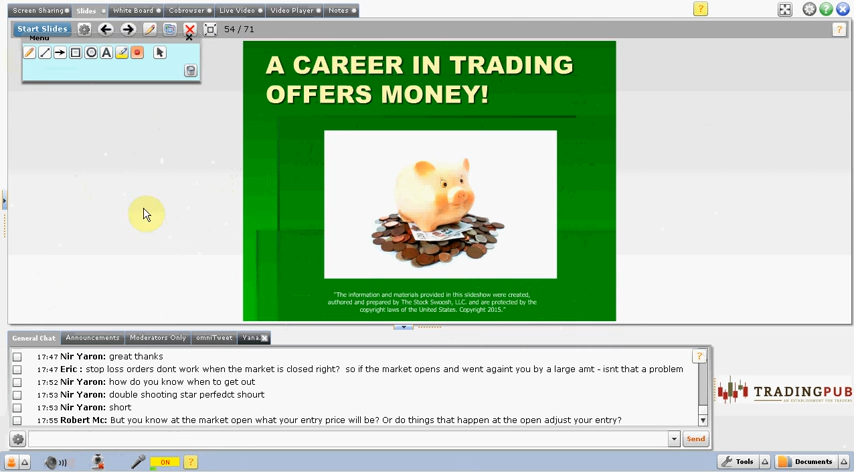 Screen Sharing
Slides
White Board
Cobrowser
Live Video
Video Player
Notes
?
?
Start Slides
54 / 71
?
Menu
A
A CAREER IN TRADING
OFFERS MONEY!
"The information and materials provided in this slideshow were created,
authored and prepared by The Stock Swoosh, LLC. and are protected by the
copyright laws of the United States. Copyright 2015."
General Chat
Announcements
Moderators Only
omniTweet
Yana
?
17:47 Nir Yaron: great thanks
17:47 Eric : stop loss orders dont work when the market is closed right? so if the market opens and went againt you by a large amt - isnt that a problem
17:52 Nir Yaron: how do you know when to get out
17:53 Nir Yaron: double shooting star perfedct shourt
17:53 Nir Yaron: short
17:55 Robert Mc: But you know at the market open what your entry price will be? Or do things that happen at the open adjust your entry?
Send
TRADINGPUB
AN ESTABLISHMENT FOR TRADERS
ON
?
Tools
Documents